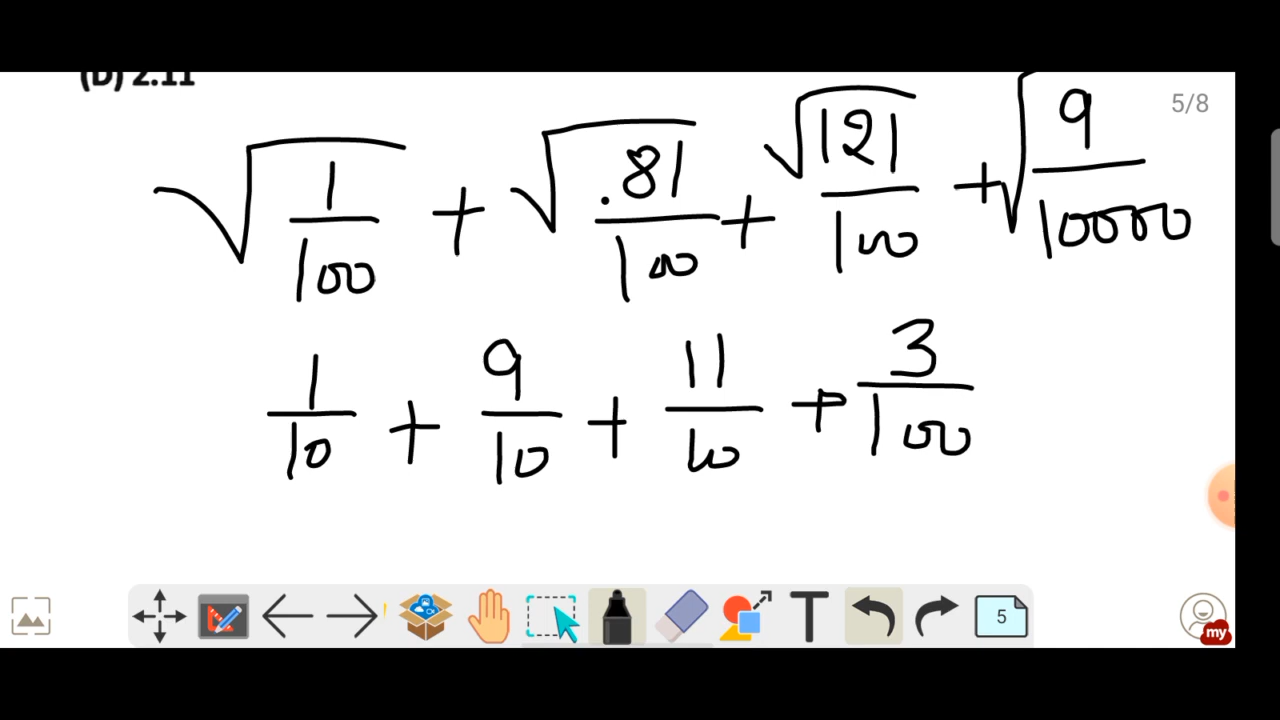 (D) 2.11
5/8
√1/100 + √.81/100 + √121/100 + √9/10000
1/10 + 9/10 + 11/10 + 3/100
T 5
my